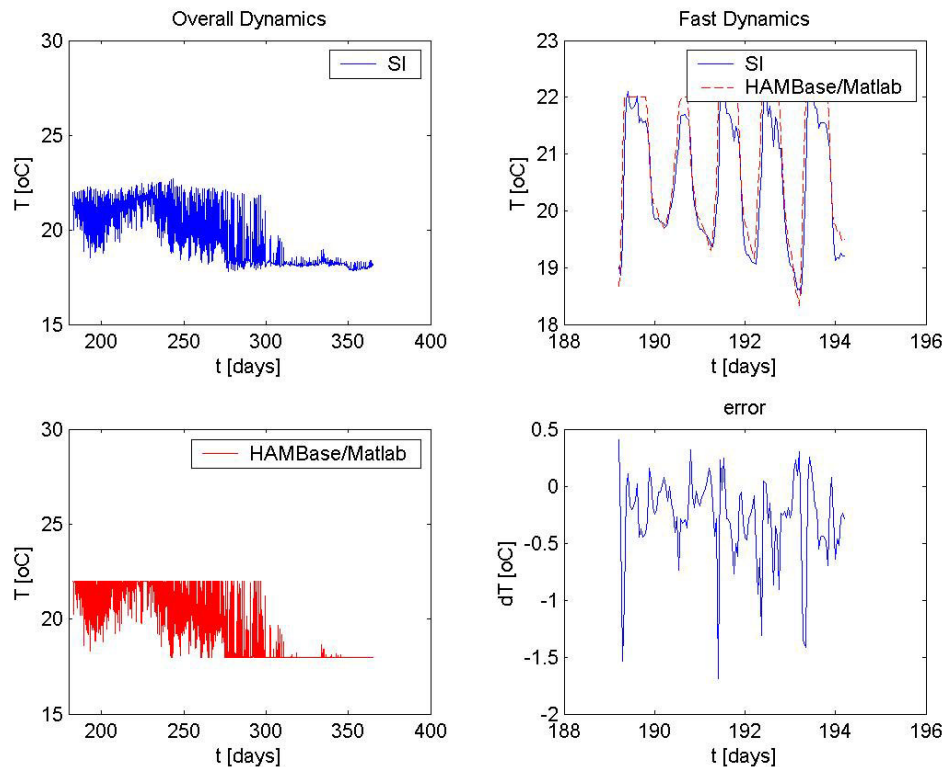 Overall Dynamics
30
25
20
15
T [oC]
SI
200
250
300
350
400
t [days]
Fast Dynamics
23
22
21
20
19
18
T [oC]
SI
HAMBase/Matlab
188
190
192
194
196
t [days]
30
25
20
15
T [oC]
HAMBase/Matlab
200
250
300
350
400
t [days]
error
0.5
0
-0.5
-1
-1.5
-2
dT [oC]
188
190
192
194
196
t [days]